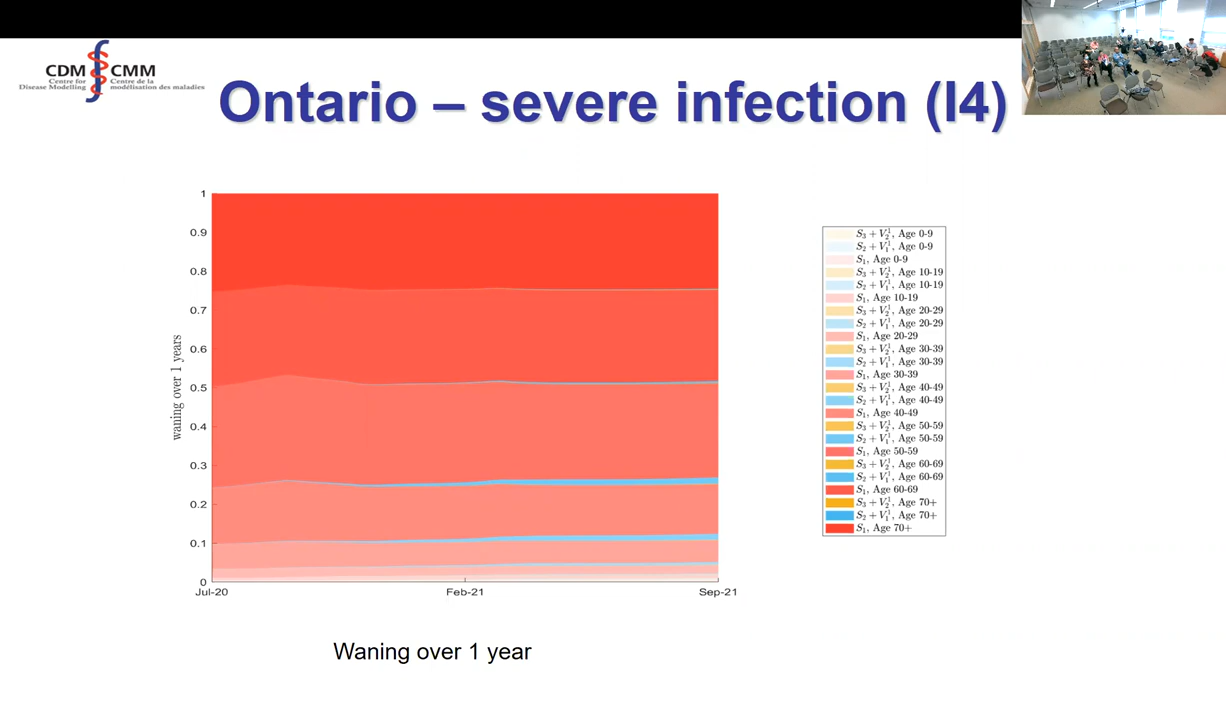 CDM CMM
Centre for Centre de la
Disease Modelling modélisation des maladies
Ontario – severe infection (I4)
waning over 1 years
1
0.9
0.8
0.7
0.6
0.5
0.4
0.3
0.2
0.1
0
Jul-20 Feb-21 Sep-21
S₃ + V₂¹, Age 0-9
S₂ + V₁¹, Age 0-9
S₁, Age 0-9
S₃ + V₂¹, Age 10-19
S₂ + V₁¹, Age 10-19
S₁, Age 10-19
S₃ + V₂¹, Age 20-29
S₂ + V₁¹, Age 20-29
S₁, Age 20-29
S₃ + V₂¹, Age 30-39
S₂ + V₁¹, Age 30-39
S₁, Age 30-39
S₃ + V₂¹, Age 40-49
S₂ + V₁¹, Age 40-49
S₁, Age 40-49
S₃ + V₂¹, Age 50-59
S₂ + V₁¹, Age 50-59
S₁, Age 50-59
S₃ + V₂¹, Age 60-69
S₂ + V₁¹, Age 60-69
S₁, Age 60-69
S₃ + V₂¹, Age 70+
S₂ + V₁¹, Age 70+
S₁, Age 70+
Waning over 1 year